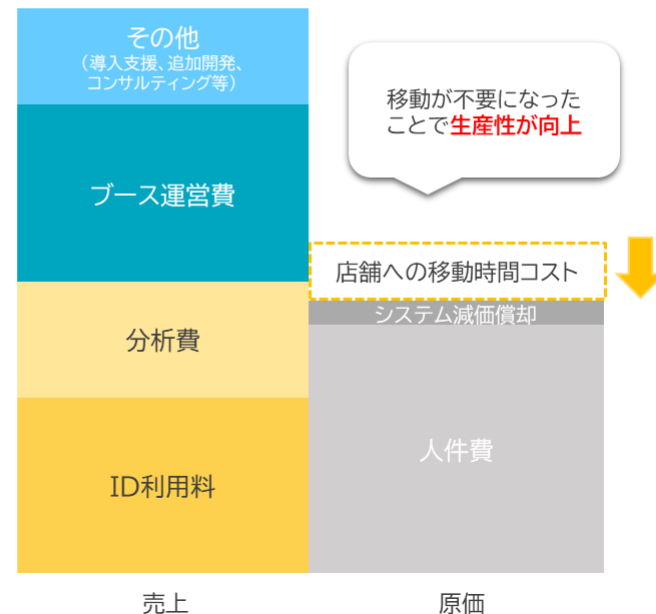 その他
(導入支援、追加開発、
コンサルティング等)
ブース運営費
分析費
ID利用料
売上
移動が不要になった
ことで生産性が向上
店舗への移動時間コスト
システム減価償却
人件費
原価